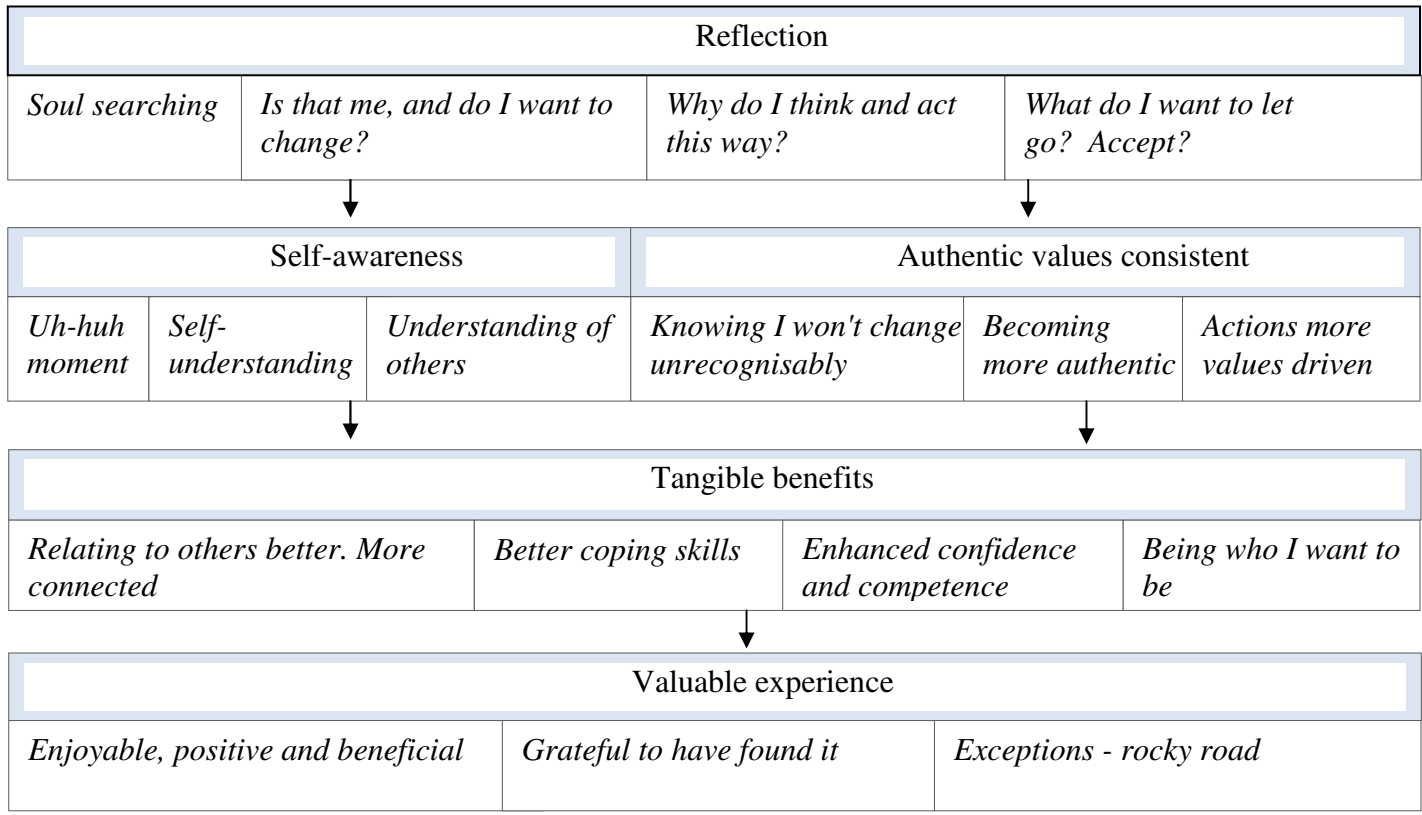 Reflection
Soul searching
Is that me, and do I want to
change?
Why do I think and act
this way?
What do I want to let
go?  Accept?
Self-awareness
Authentic values consistent
Uh-huh
moment
Self-
understanding
Understanding of
others
Knowing I won't change
unrecognisably
Becoming
more authentic
Actions more
values driven
Tangible benefits
Relating to others better. More
connected
Better coping skills
Enhanced confidence
and competence
Being who I want to
be
Valuable experience
Enjoyable, positive and beneficial
Grateful to have found it
Exceptions - rocky road